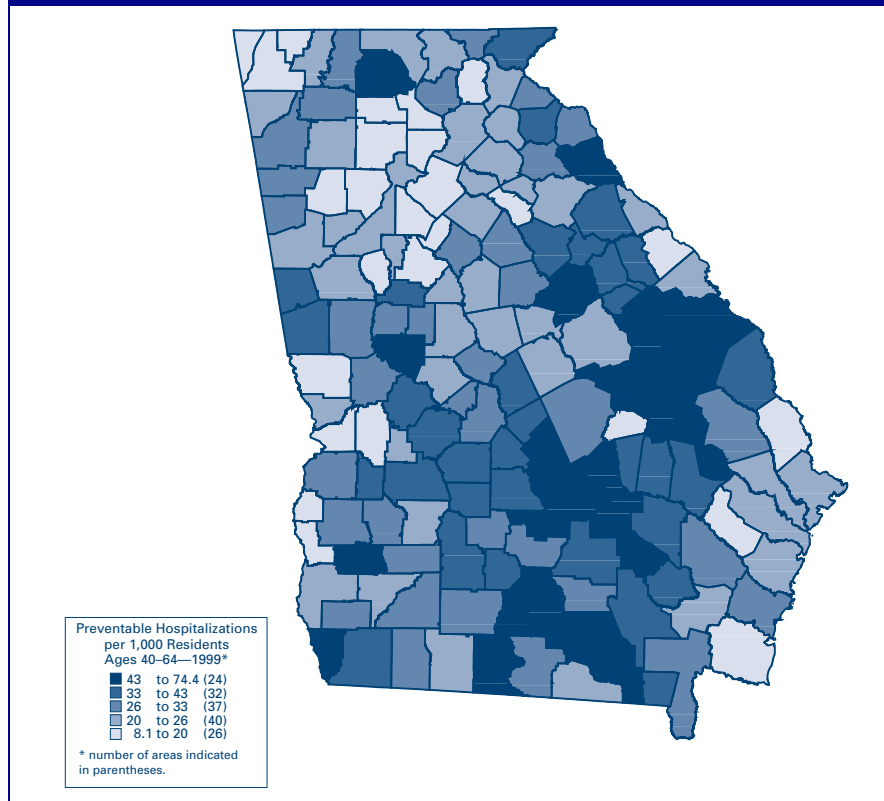 Preventable Hospitalizations
per 1,000 Residents
Ages 40–64—1999*
43 to 74.4 (24)
33 to 43 (32)
26 to 33 (37)
20 to 26 (40)
8.1 to 20 (26)
* number of areas indicated
in parentheses.